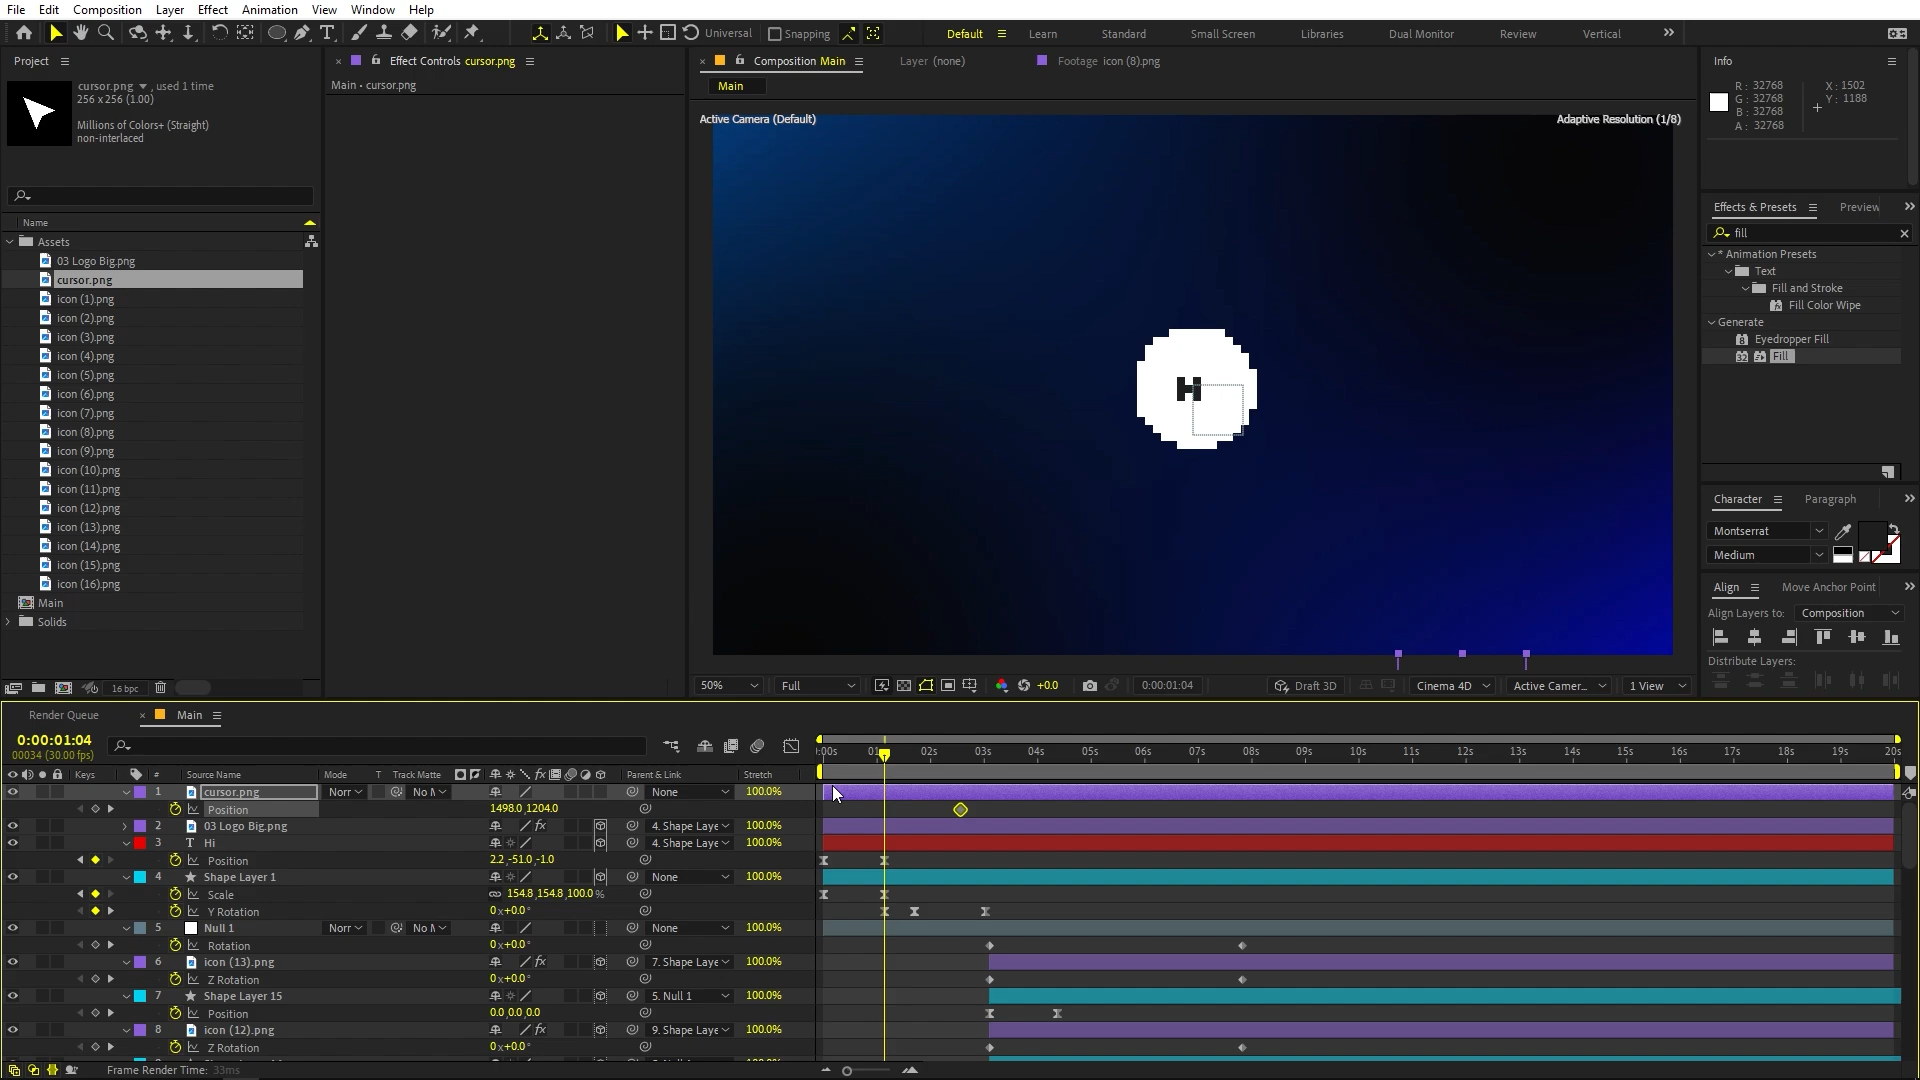 File Edit Composition Layer Effect Animation View Window Help
Universal Snapping Default Learn Standard Small Screen Libraries Dual Monitor Review Vertical
Project
cursor.png , used 1 time
256 x 256 (1.00)
Millions of Colors+ (Straight)
non-interlaced
Name
Assets
03 Logo Big.png
cursor.png
icon (1).png
icon (2).png
icon (3).png
icon (4).png
icon (5).png
icon (6).png
icon (7).png
icon (8).png
icon (9).png
icon (10).png
icon (11).png
icon (12).png
icon (13).png
icon (14).png
icon (15).png
icon (16).png
Main
Solids
16 bpc
Effect Controls cursor.png
Main • cursor.png
Composition Main Layer (none) Footage icon (8).png
Main
Active Camera (Default) Adaptive Resolution (1/8)
H
50% Full +0.0 0:00:01:04 Draft 3D Cinema 4D Active Camer... 1 View
Info
R : 32768 X : 1502
G : 32768 Y : 1188
B : 32768
A : 32768
Effects & Presets Preview
fill
* Animation Presets
Text
Fill and Stroke
Fill Color Wipe
Generate
Eyedropper Fill
Fill
Character Paragraph
Montserrat
Medium
Align Move Anchor Point
Align Layers to: Composition
Distribute Layers:
Render Queue Main
0:00:01:04
00034 (30.00 fps)
:00s 01 02s 03s 04s 05s 06s 07s 08s 09s 10s 11s 12s 13s 14s 15s 16s 17s 18s 19s 20s
Keys # Source Name Mode T Track Matte Parent & Link Stretch
1 cursor.png Norr No M None 100.0%
Position 1498.0,1204.0
2 03 Logo Big.png 4. Shape Laye 100.0%
3 T Hi 4. Shape Laye 100.0%
Position 2.2,-51.0,-1.0
4 Shape Layer 1 None 100.0%
Scale 154.8,154.8,100.0 %
Y Rotation 0x+0.0°
5 Null 1 Norr No M None 100.0%
Rotation 0x+0.0°
6 icon (13).png 7. Shape Laye 100.0%
Z Rotation 0x+0.0°
7 Shape Layer 15 5. Null 1 100.0%
Position 0.0,0.0,0.0
8 icon (12).png 9. Shape Laye 100.0%
Z Rotation 0x+0.0°
Frame Render Time: 33ms